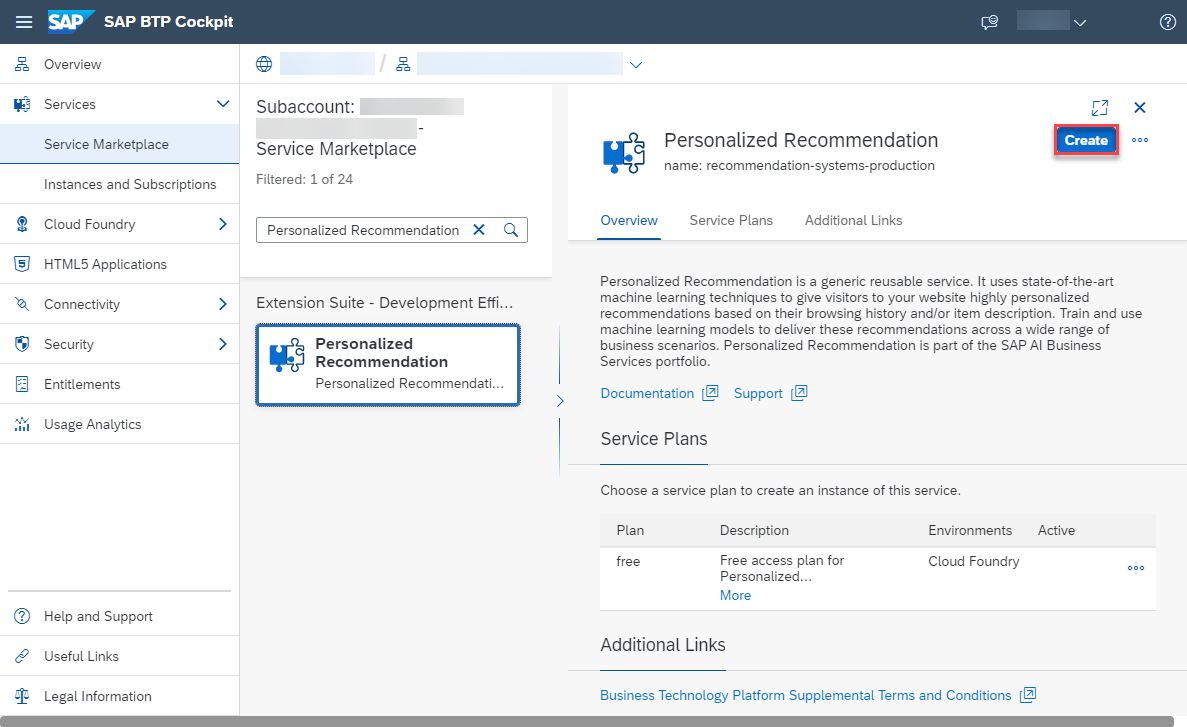 SAP SAP BTP Cockpit
Overview
Services
Service Marketplace
Instances and Subscriptions
Cloud Foundry
HTML5 Applications
Connectivity
Security
Entitlements
Usage Analytics
Help and Support
Useful Links
Legal Information
/
Subaccount:
-
Service Marketplace
Filtered: 1 of 24
Personalized Recommendation
Extension Suite - Development Effi...
Personalized
Recommendation
Personalized Recommendati...
Personalized Recommendation
name: recommendation-systems-production
Create
Overview Service Plans Additional Links
Personalized Recommendation is a generic reusable service. It uses state-of-the-art
machine learning techniques to give visitors to your website highly personalized
recommendations based on their browsing history and/or item description. Train and use
machine learning models to deliver these recommendations across a wide range of
business scenarios. Personalized Recommendation is part of the SAP AI Business
Services portfolio.
Documentation Support
Service Plans
Choose a service plan to create an instance of this service.
Plan Description Environments Active
free Free access plan for Cloud Foundry
Personalized...
More
Additional Links
Business Technology Platform Supplemental Terms and Conditions